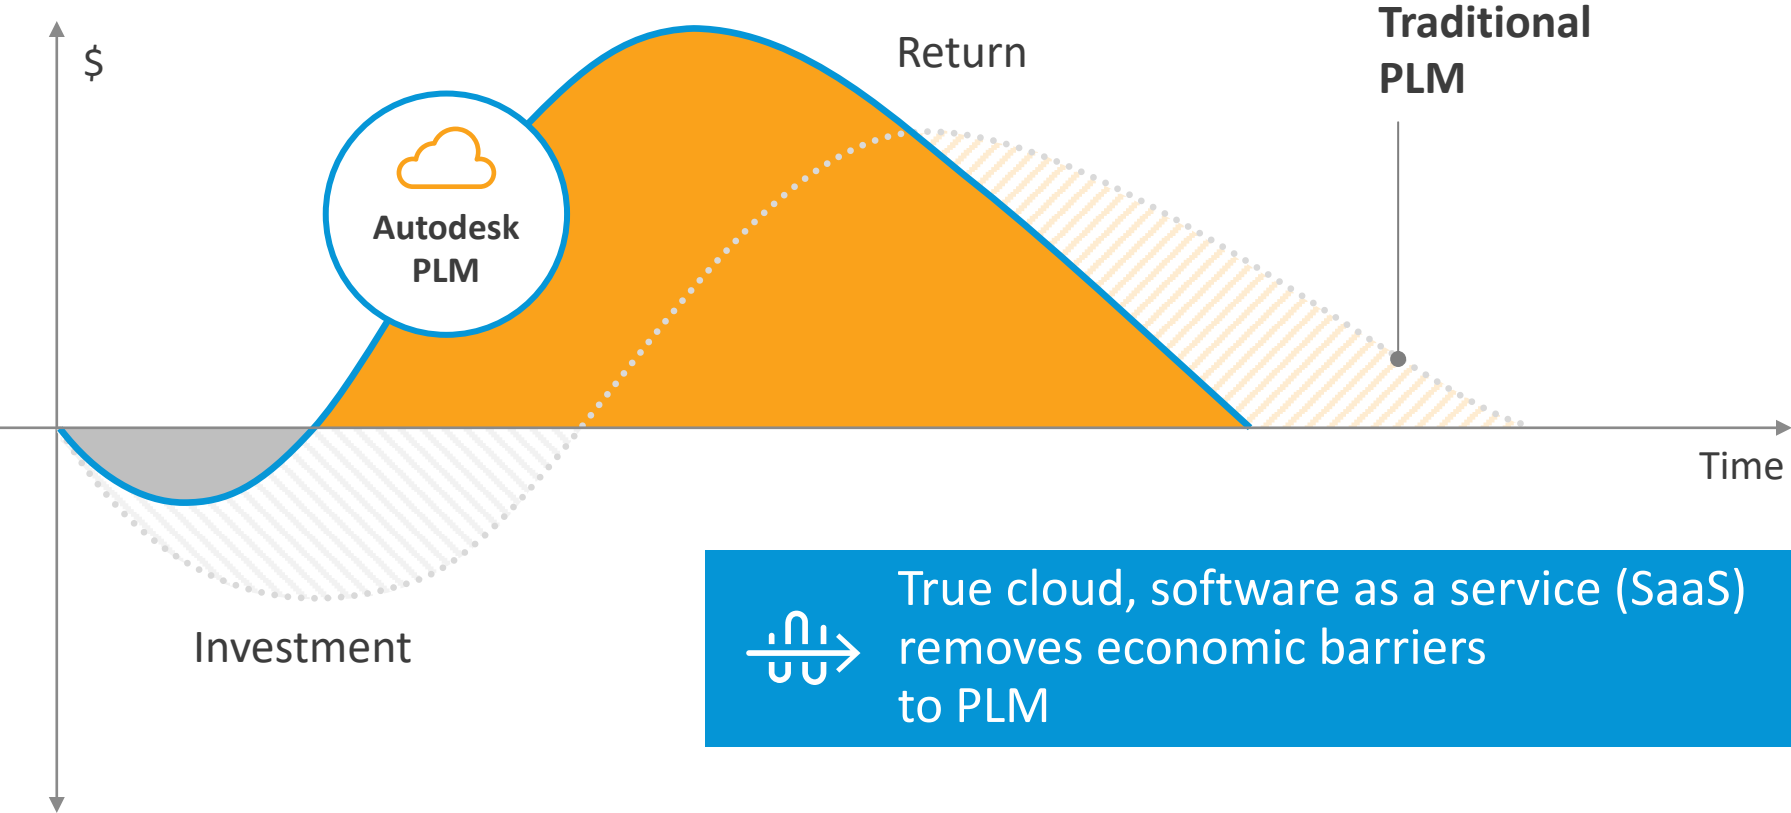 $
Return
Traditional
PLM
Autodesk
PLM
Time
Investment
True cloud, software as a service (SaaS)
removes economic barriers
to PLM